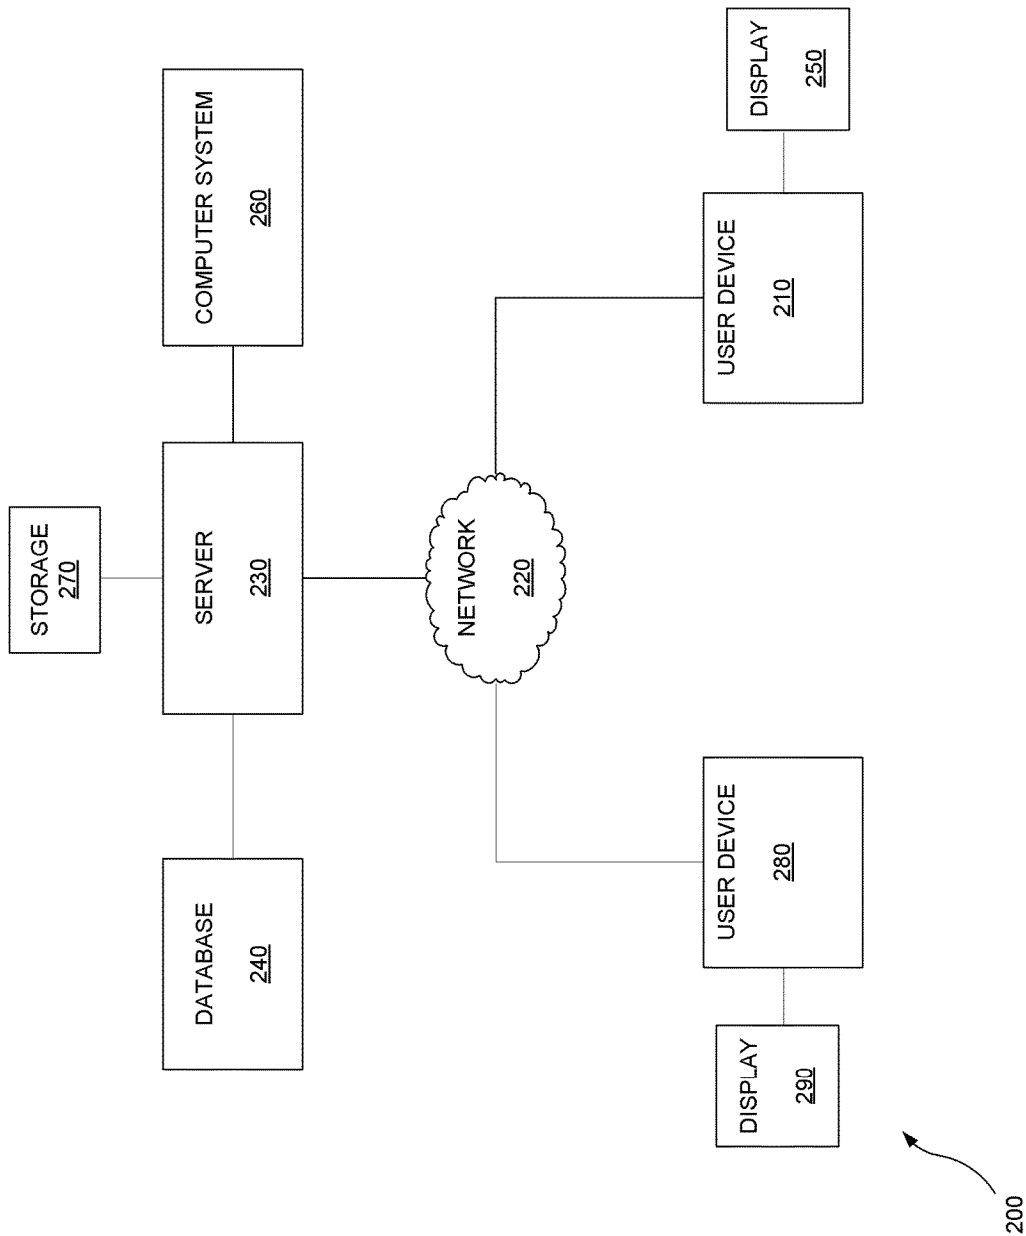 STORAGE
270
DATABASE
240
SERVER
230
COMPUTER SYSTEM
260
NETWORK
220
USER DEVICE
280
USER DEVICE
210
DISPLAY
290
DISPLAY
250
200